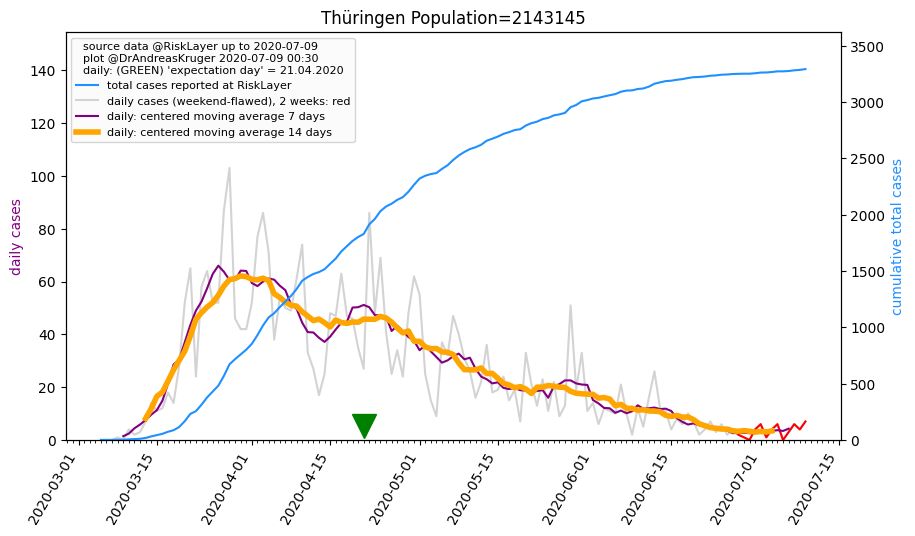 Thüringen Population=2143145
source data @RiskLayer up to 2020-07-09
plot @DrAndreasKruger 2020-07-09 00:30
daily: (GREEN) 'expectation day' = 21.04.2020
total cases reported at RiskLayer
daily cases (weekend-flawed), 2 weeks: red
daily: centered moving average 7 days
daily: centered moving average 14 days
daily cases
140
120
100
80
60
40
20
0
cumulative total cases
3500
3000
2500
2000
1500
1000
500
0
2020-03-01
2020-03-15
2020-04-01
2020-04-15
2020-05-01
2020-05-15
2020-06-01
2020-06-15
2020-07-01
2020-07-15